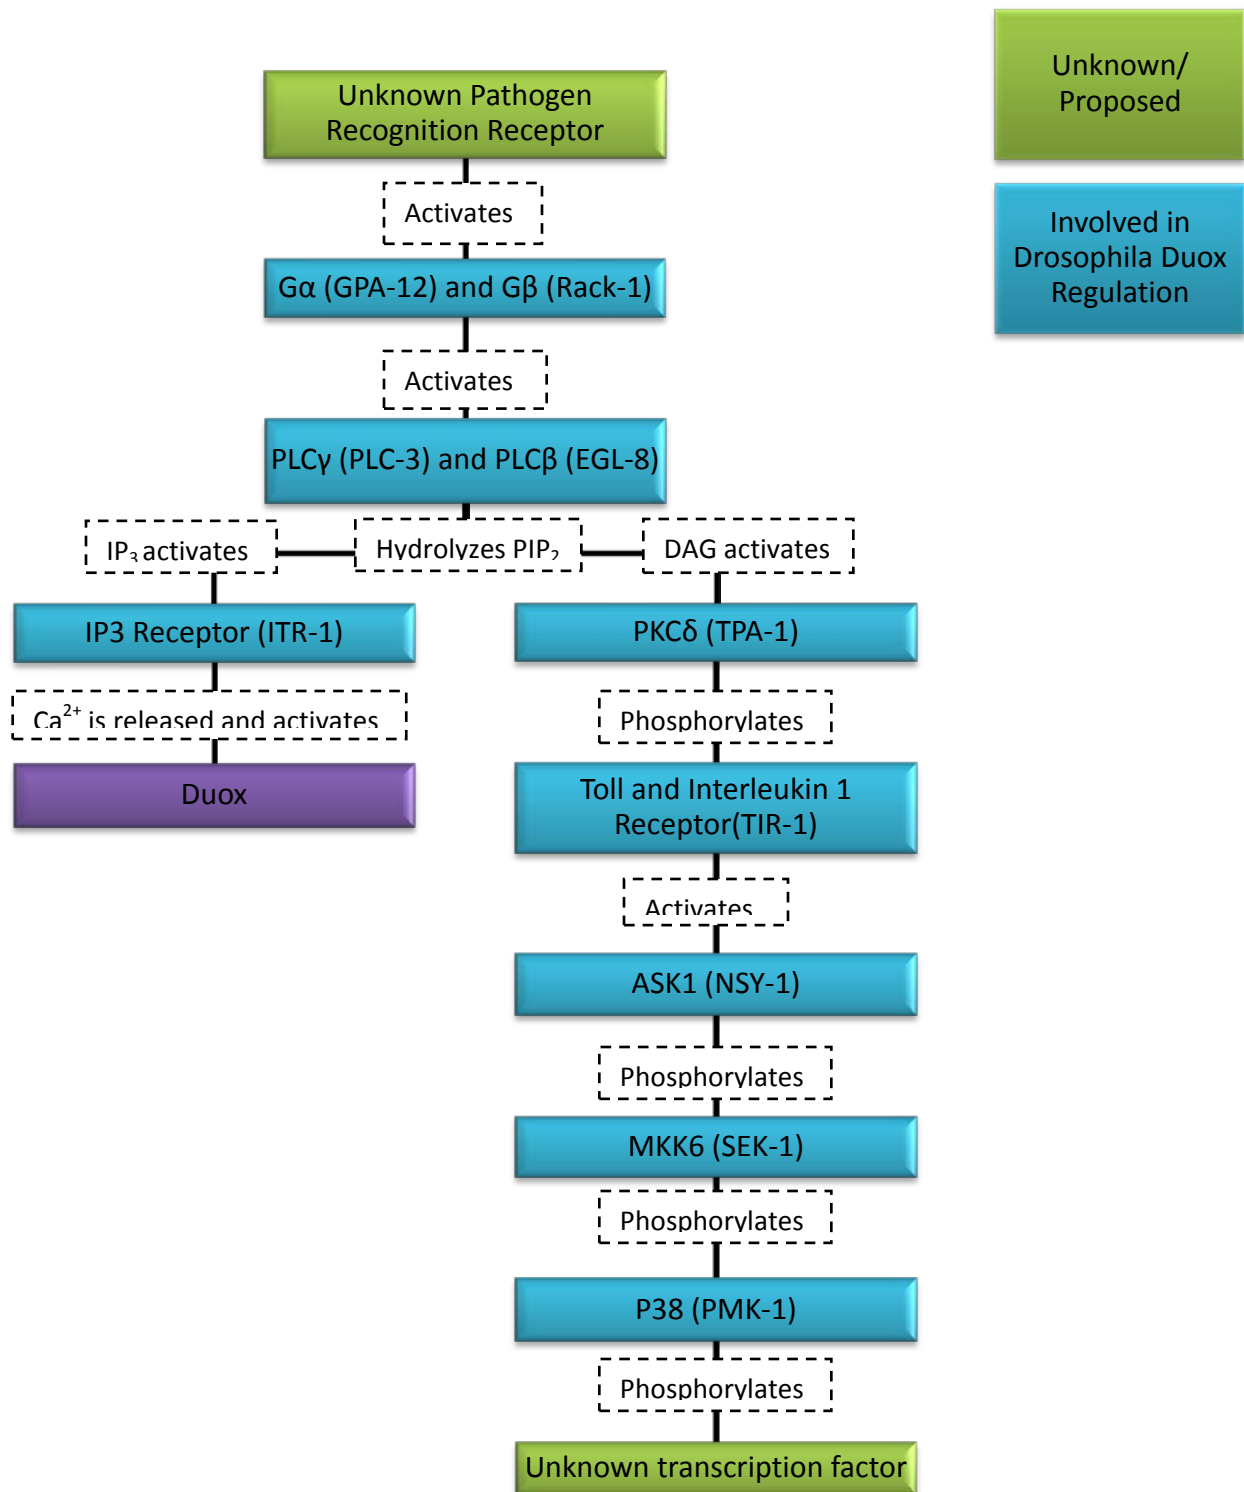 Unknown Pathogen
Recognition Receptor
Unknown/
Proposed
Activates
Involved in
Drosophila Duox
Regulation
Gα (GPA-12) and Gβ (Rack-1)
Activates
PLCγ (PLC-3) and PLCβ (EGL-8)
IP₃ activates
Hydrolyzes PIP₂
DAG activates
IP3 Receptor (ITR-1)
PKCδ (TPA-1)
Ca²⁺ is released and activates
Phosphorylates
Duox
Toll and Interleukin 1
Receptor(TIR-1)
Activates
ASK1 (NSY-1)
Phosphorylates
MKK6 (SEK-1)
Phosphorylates
P38 (PMK-1)
Phosphorylates
Unknown transcription factor